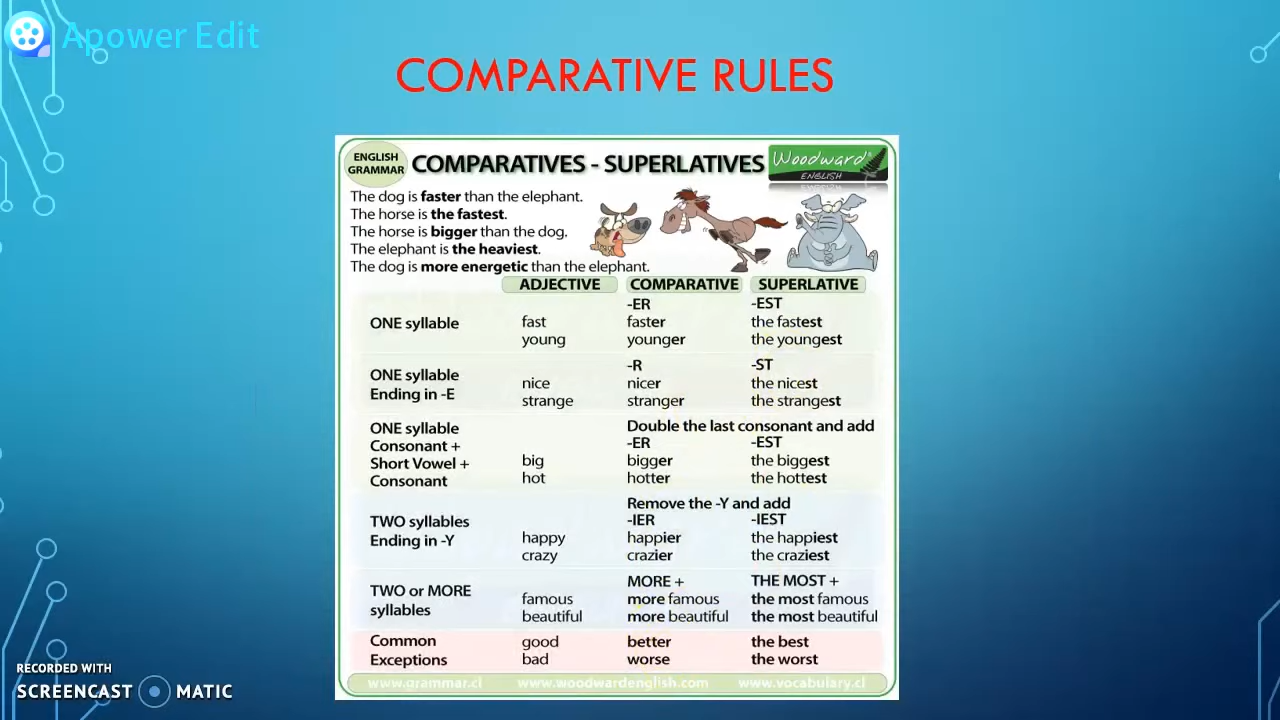 Apower Edit
COMPARATIVE RULES
ENGLISH
GRAMMAR
COMPARATIVES - SUPERLATIVES
Woodward®
ENGLISH
The dog is faster than the elephant.
The horse is the fastest.
The horse is bigger than the dog.
The elephant is the heaviest.
The dog is more energetic than the elephant.
ADJECTIVE COMPARATIVE SUPERLATIVE
-ER -EST
ONE syllable fast faster the fastest
young younger the youngest
-R -ST
ONE syllable
Ending in -E
nice nicer the nicest
strange stranger the strangest
ONE syllable
Consonant +
Short Vowel +
Consonant
Double the last consonant and add
-ER -EST
big bigger the biggest
hot hotter the hottest
TWO syllables
Ending in -Y
Remove the -Y and add
-IER -IEST
happy happier the happiest
crazy crazier the craziest
TWO or MORE
syllables
MORE + THE MOST +
famous more famous the most famous
beautiful more beautiful the most beautiful
Common
Exceptions
good better the best
bad worse the worst
www.grammar.cl www.woodwardenglish.com www.vocabulary.cl
RECORDED WITH
SCREENCAST MATIC